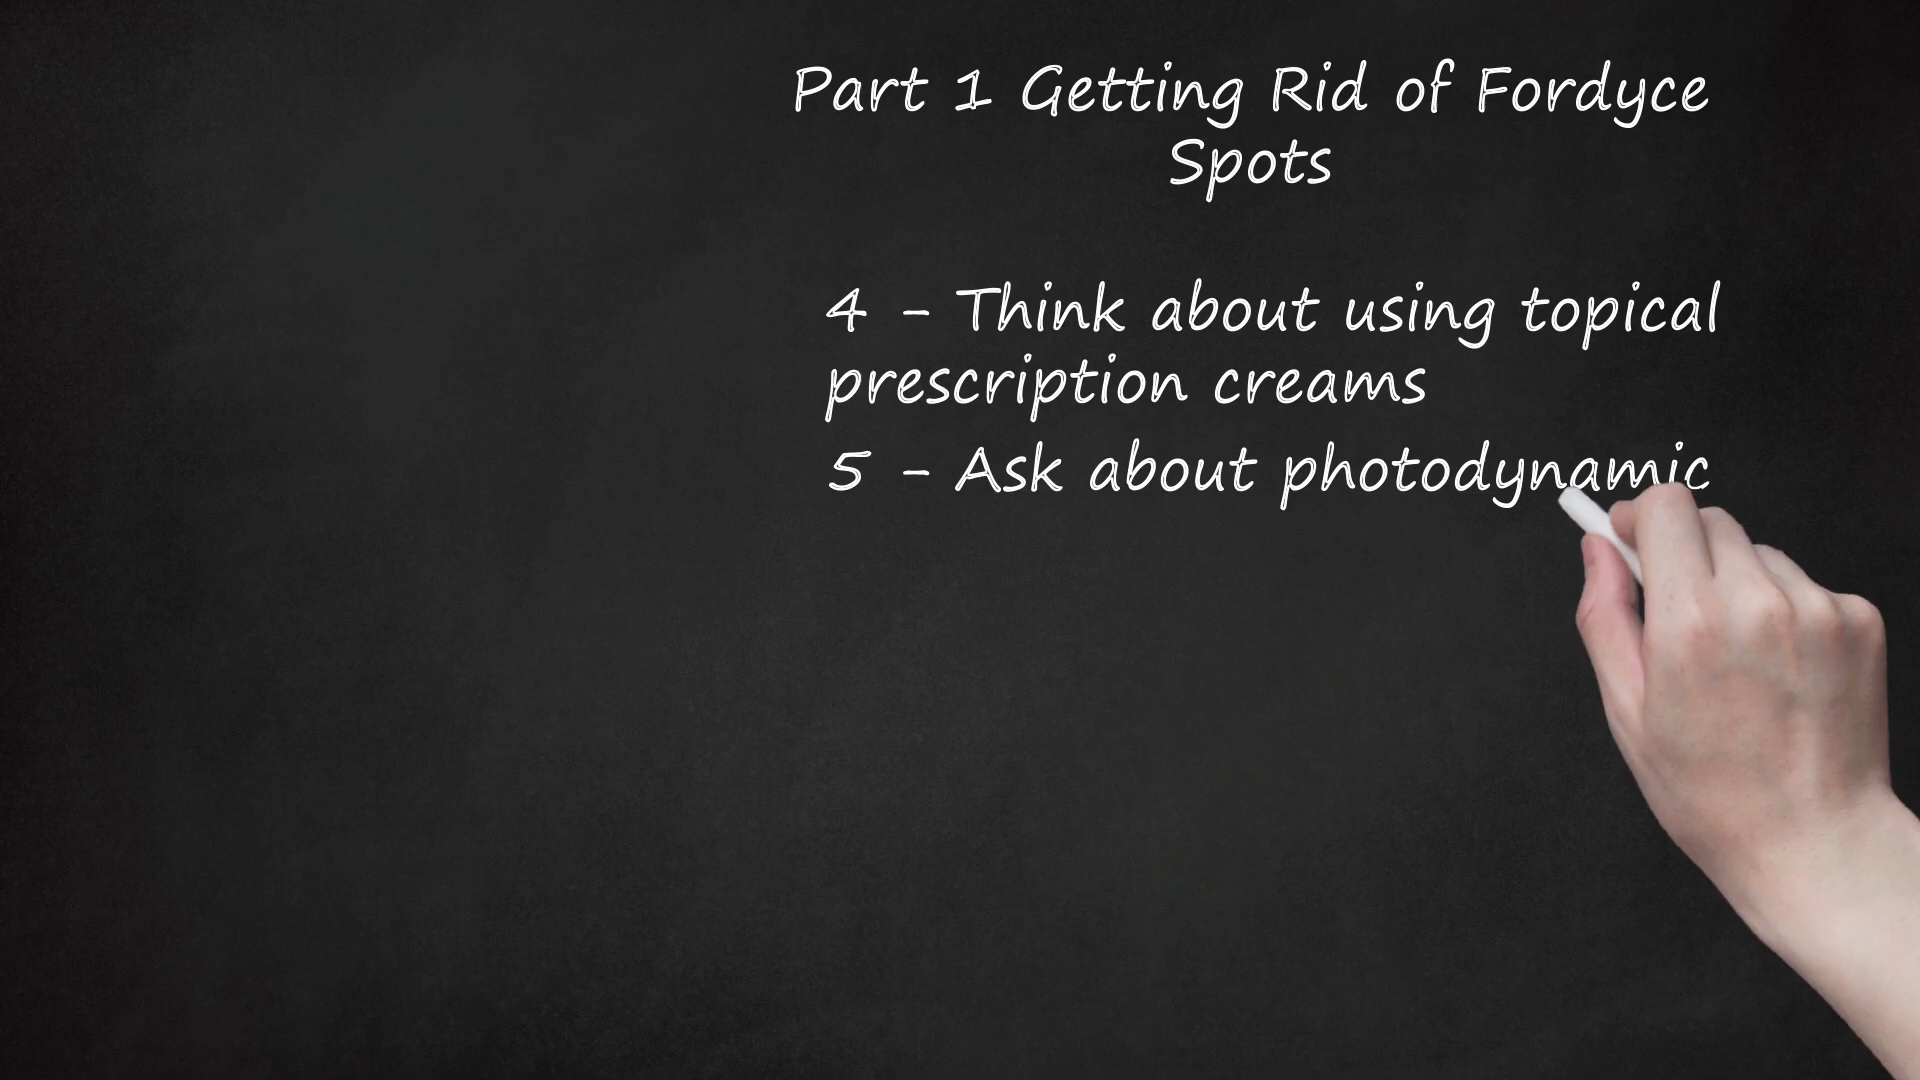 Part 1 Getting Rid of Fordyce
Spots
4 - Think about using topical
prescription creams
5 - Ask about photodynamic